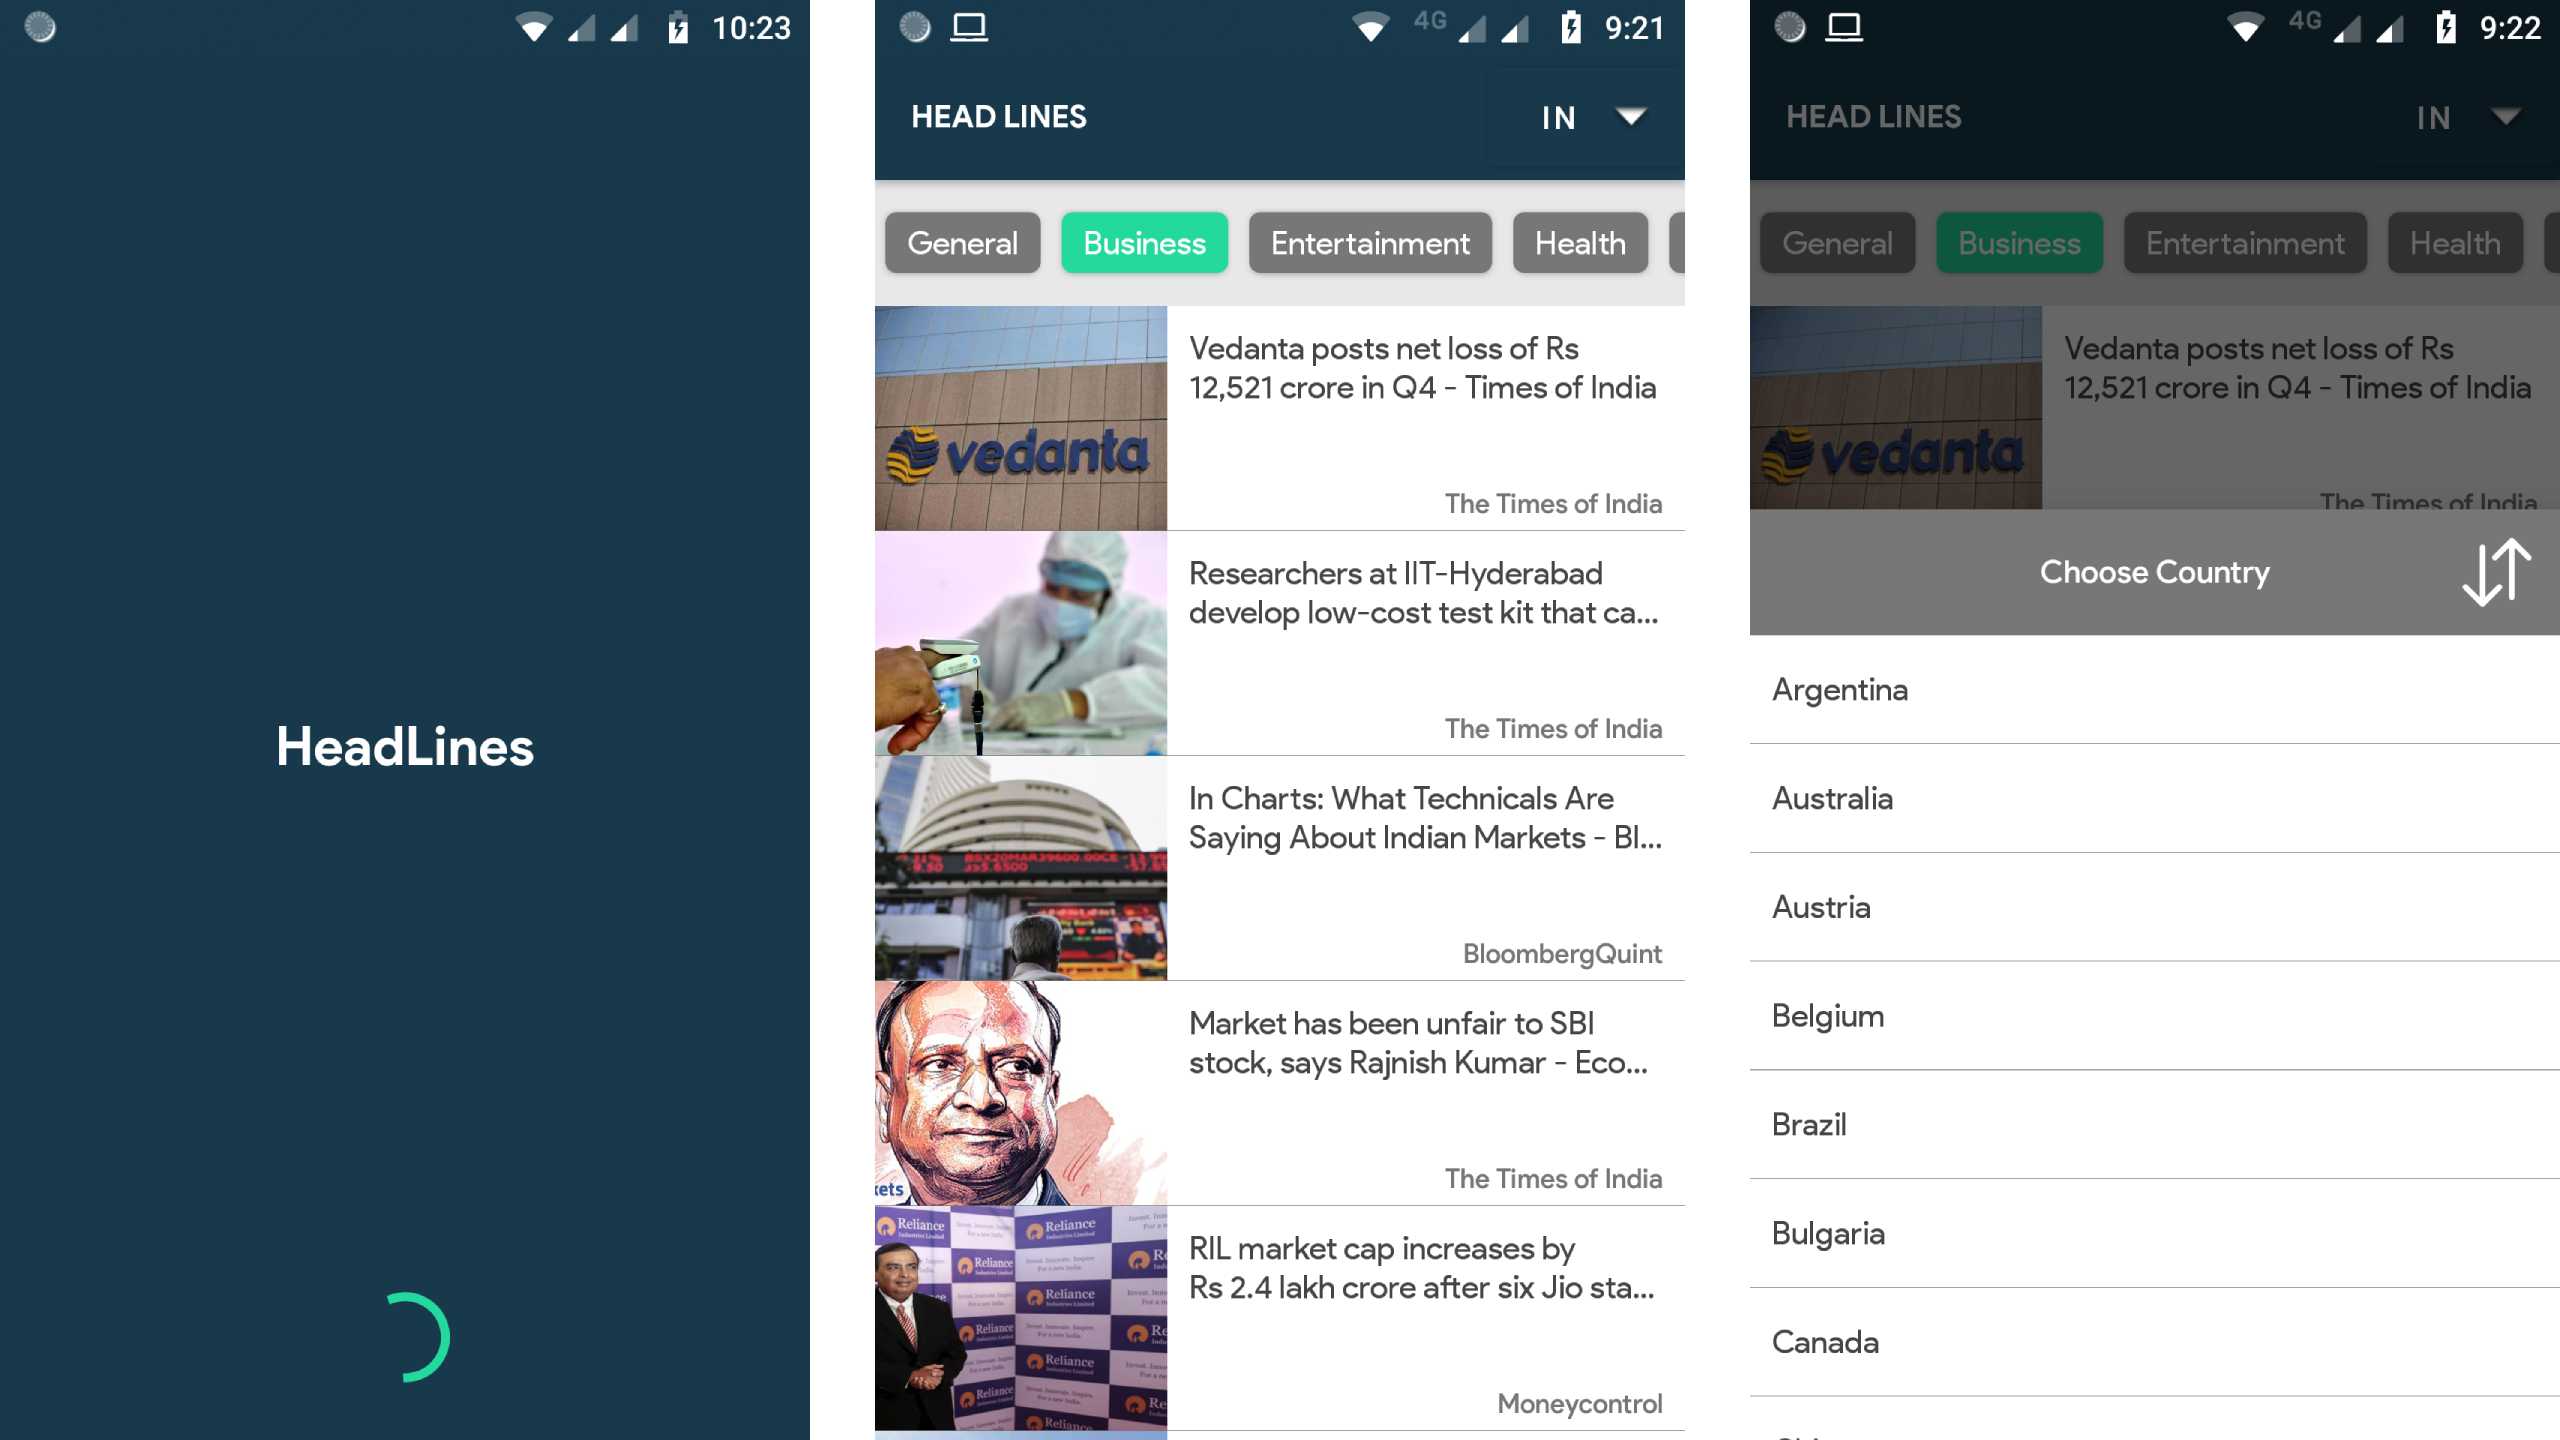 10:23
HeadLines
9:21
HEAD LINES
IN
General
Business
Entertainment
Health
vedanta
Vedanta posts net loss of Rs
12,521 crore in Q4 - Times of India
The Times of India
Researchers at IIT-Hyderabad
develop low-cost test kit that ca...
The Times of India
In Charts: What Technicals Are
Saying About Indian Markets - Bl...
BloombergQuint
Market has been unfair to SBI
stock, says Rajnish Kumar - Eco...
kets
The Times of India
Reliance
Industries Limited
RIL market cap increases by
Rs 2.4 lakh crore after six Jio sta...
Moneycontrol
4G
9:22
HEAD LINES
IN
General
Business
Entertainment
Health
vedanta
Vedanta posts net loss of Rs
12,521 crore in Q4 - Times of India
The Times of India
Choose Country
Argentina
Australia
Austria
Belgium
Brazil
Bulgaria
Canada